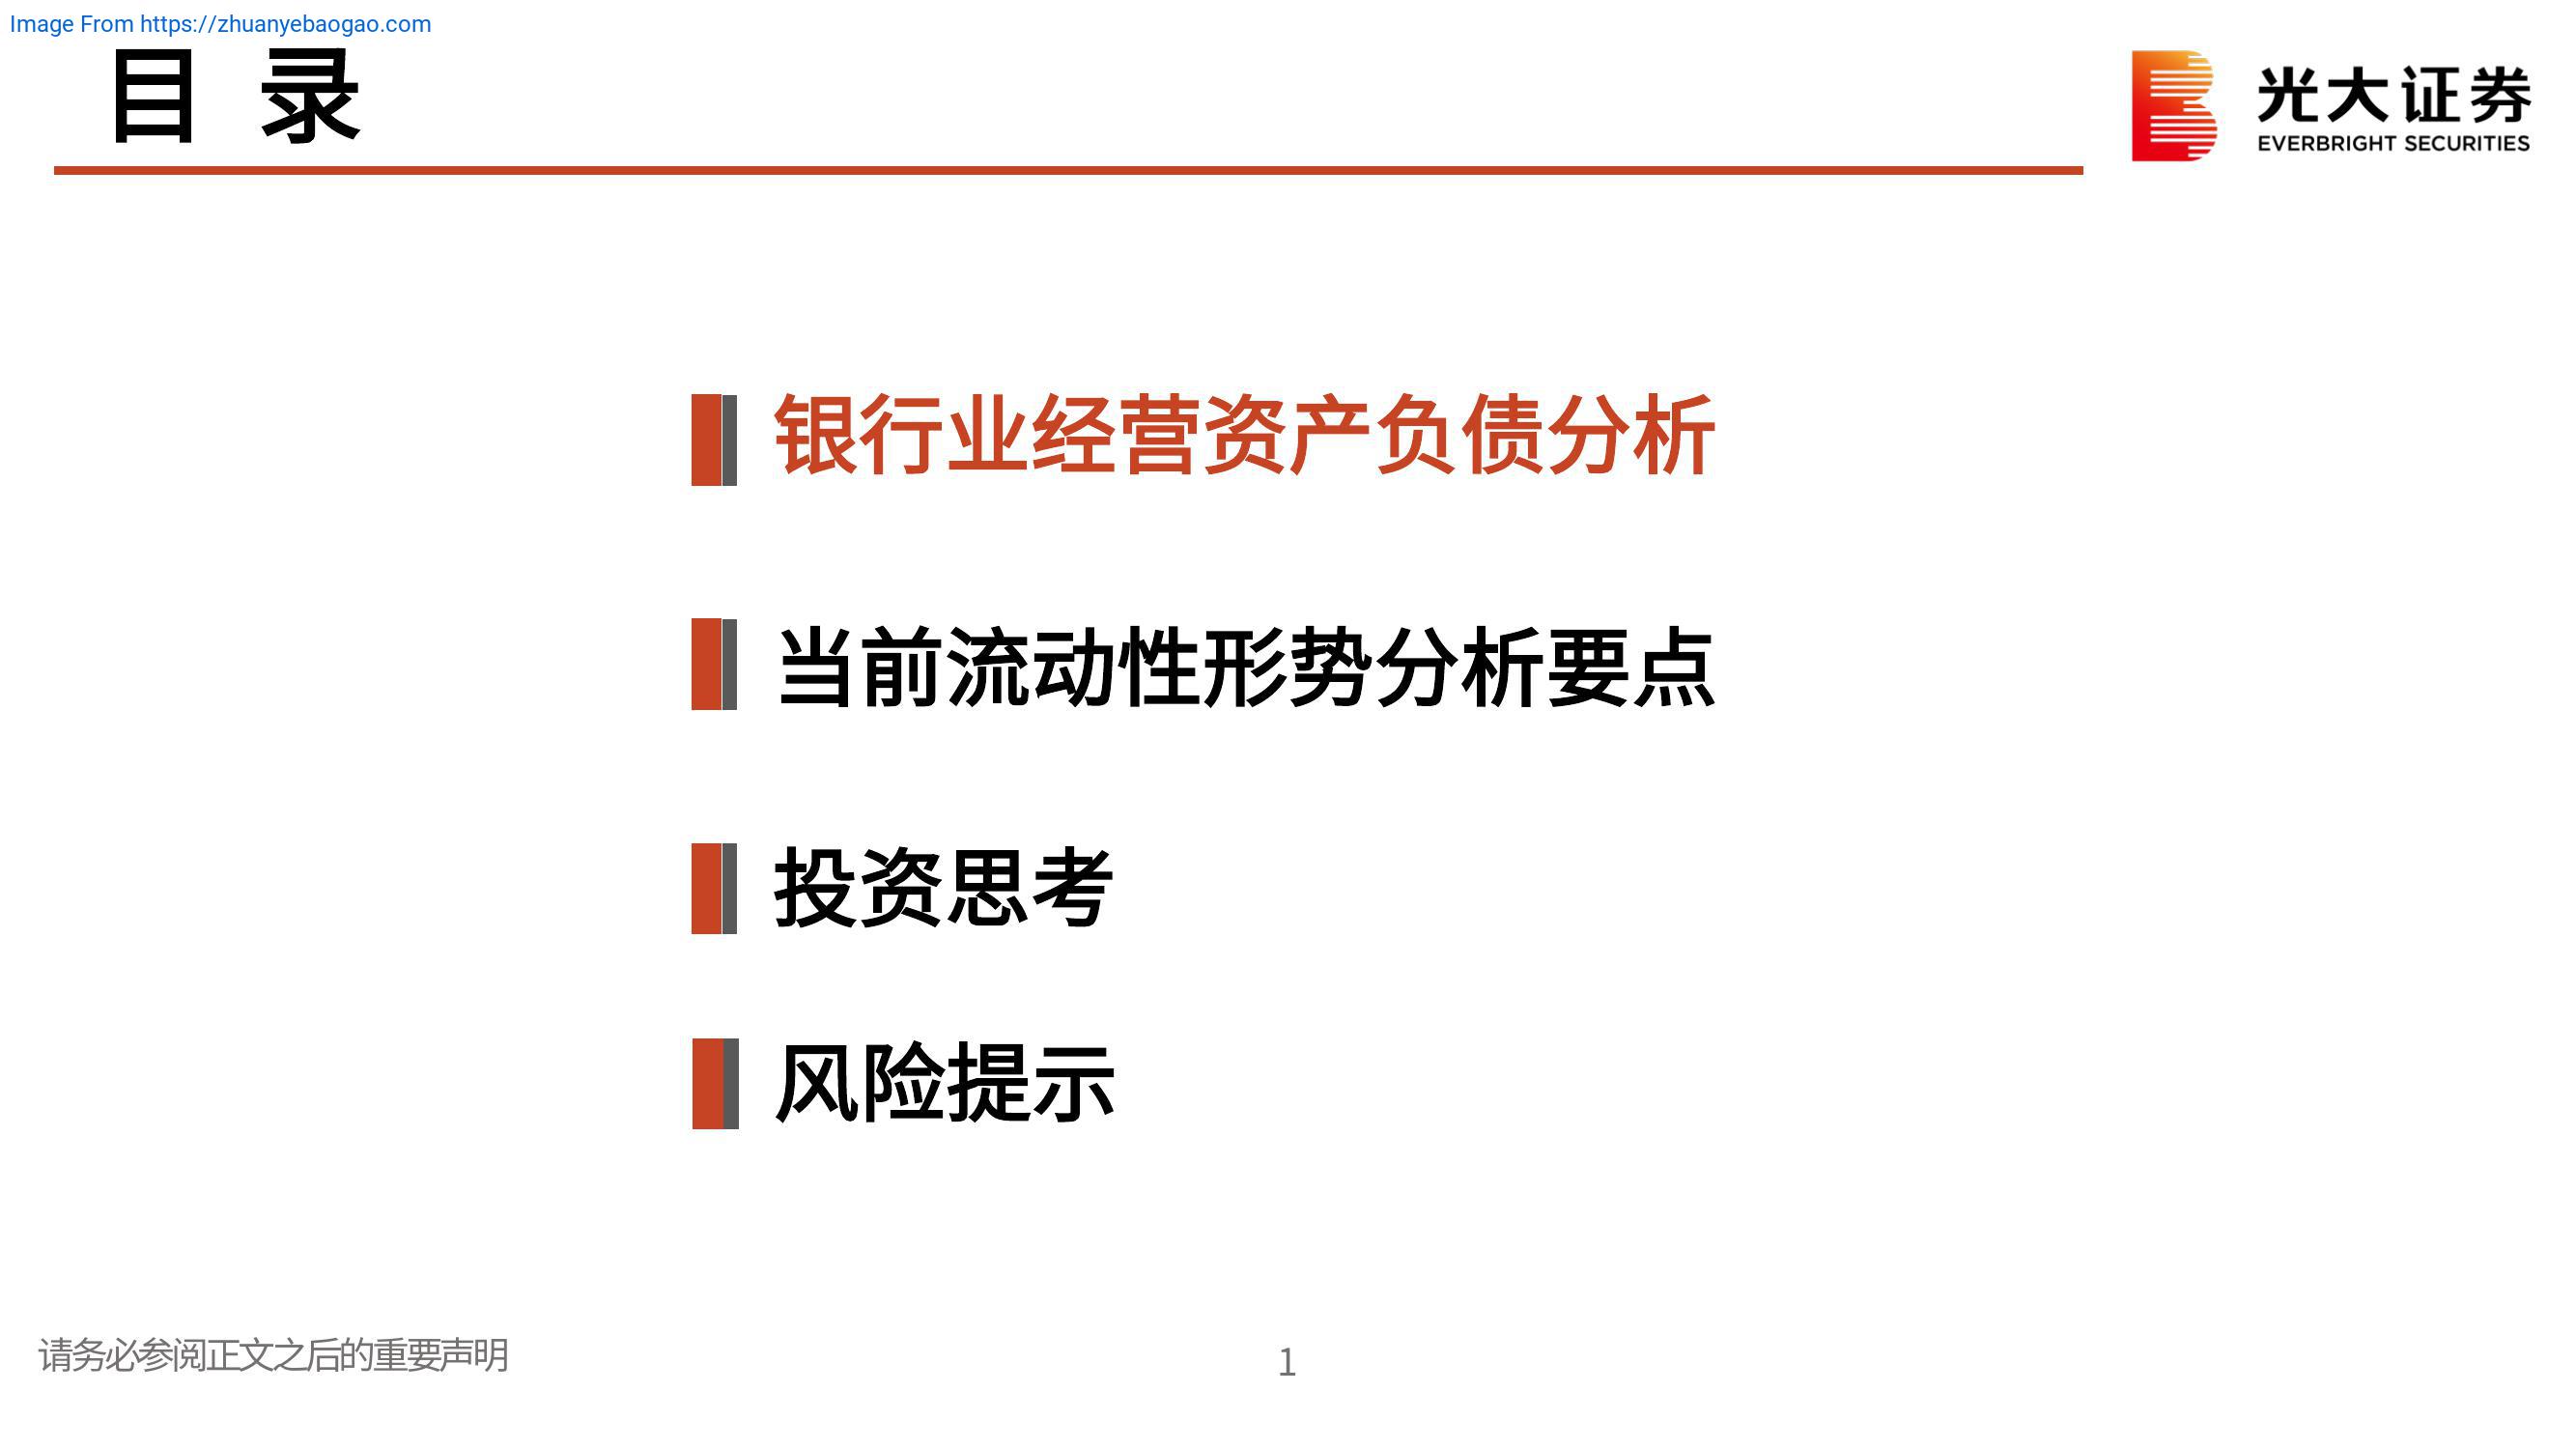 Image From https://zhuanyebaogao.com
目 录
光大证券
EVERBRIGHT SECURITIES
银行业经营资产负债分析
当前流动性形势分析要点
投资思考
风险提示
请务必参阅正文之后的重要声明
1